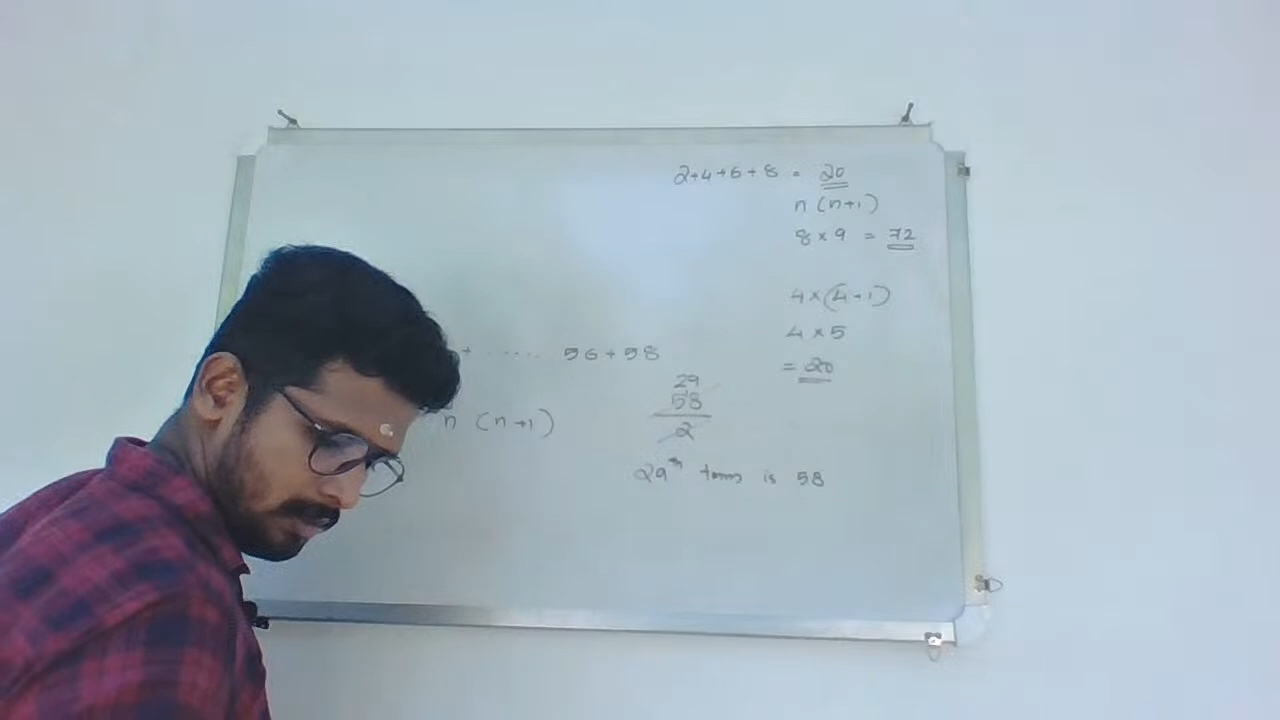 2+4+6+8 = 20
n (n+1)
8 × 9 = 72
4×(4+1)
4 × 5
= 20
+ ..... 56+58
n (n+1)
29
58
2
29th term is 58